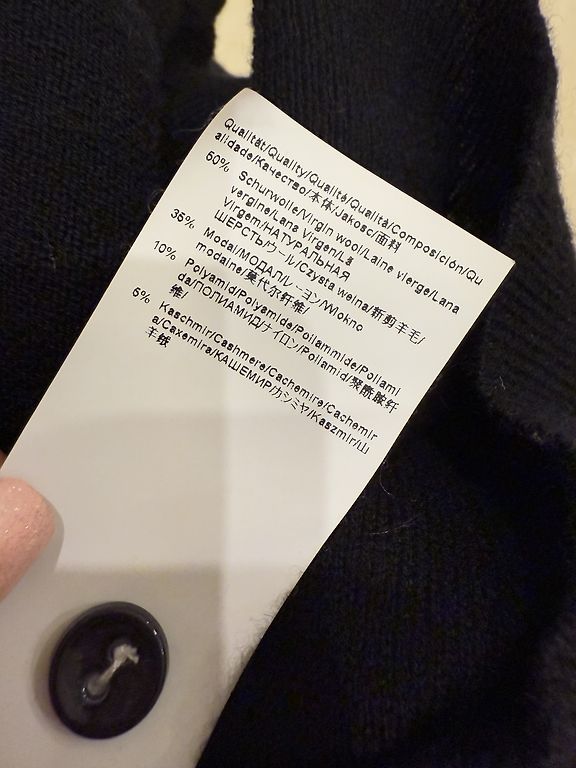 Qualität/Quality/Qualité/Qualità/Composición/Qu
alidade/Качество/本体/Jakosc/面料
50% Schurwolle/Virgin wool/Laine vierge/Lana
vergine/Lana Virgen/Lã
virgem/НАТУРАЛЬНАЯ
ШЕРСТЬ/ウール/Czysta welna/新剪羊毛/
35% Modal/МОДАЛ/レーヨン/Wlokno
modalne/莫代尔纤维/
10% Polyamid/Polyamide/Poliammide/Poliami
da/ПОЛИАМИД/ナイロン/Poliamid/聚酰胺纤
维/
5% Kaschmir/Cashmere/Cachemire/Cachemir
a/Caxemira/КАШЕМИР/カシミヤ/Kaszmir/山
羊绒